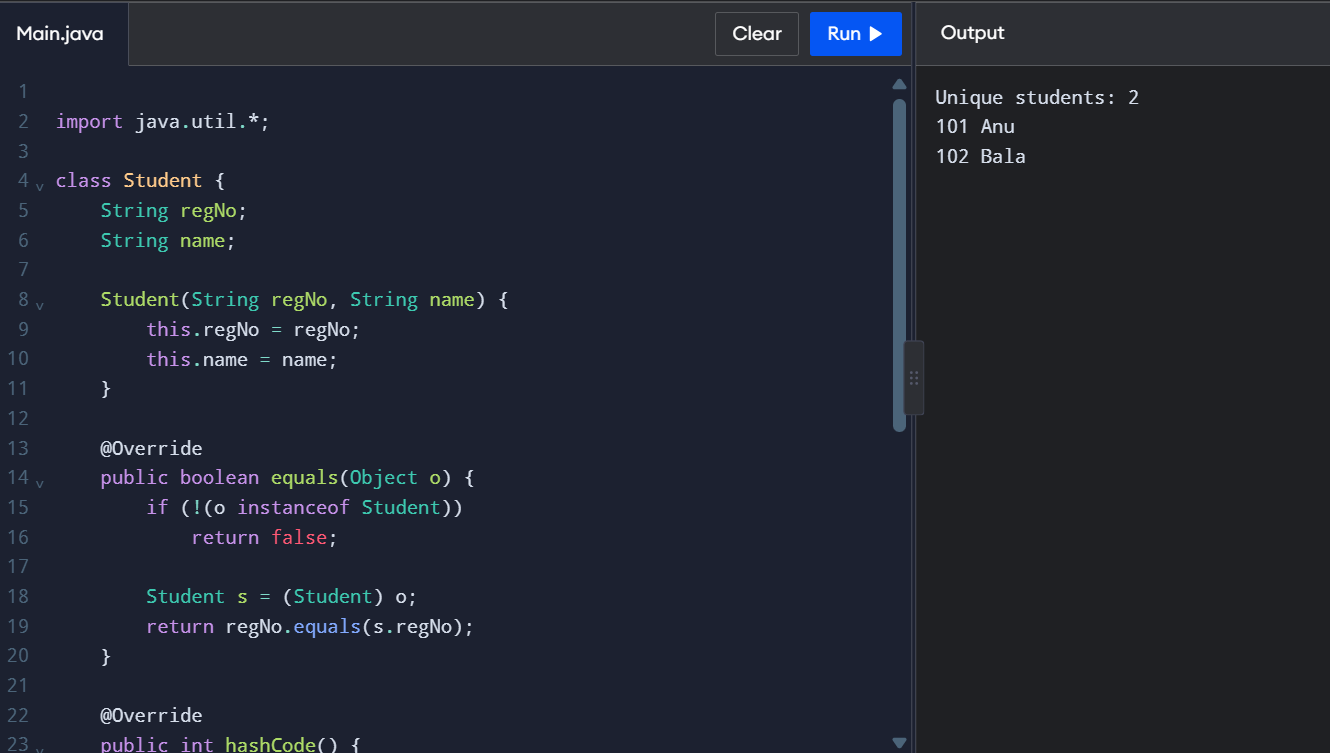 Main.java
Clear
Run
Output
1
2 import java.util.*;
3
4 class Student {
5 String regNo;
6 String name;
7
8 Student(String regNo, String name) {
9 this.regNo = regNo;
10 this.name = name;
11 }
12
13 @Override
14 public boolean equals(Object o) {
15 if (!(o instanceof Student))
16 return false;
17
18 Student s = (Student) o;
19 return regNo.equals(s.regNo);
20 }
21
22 @Override
23 public int hashCode() {
Unique students: 2
101 Anu
102 Bala